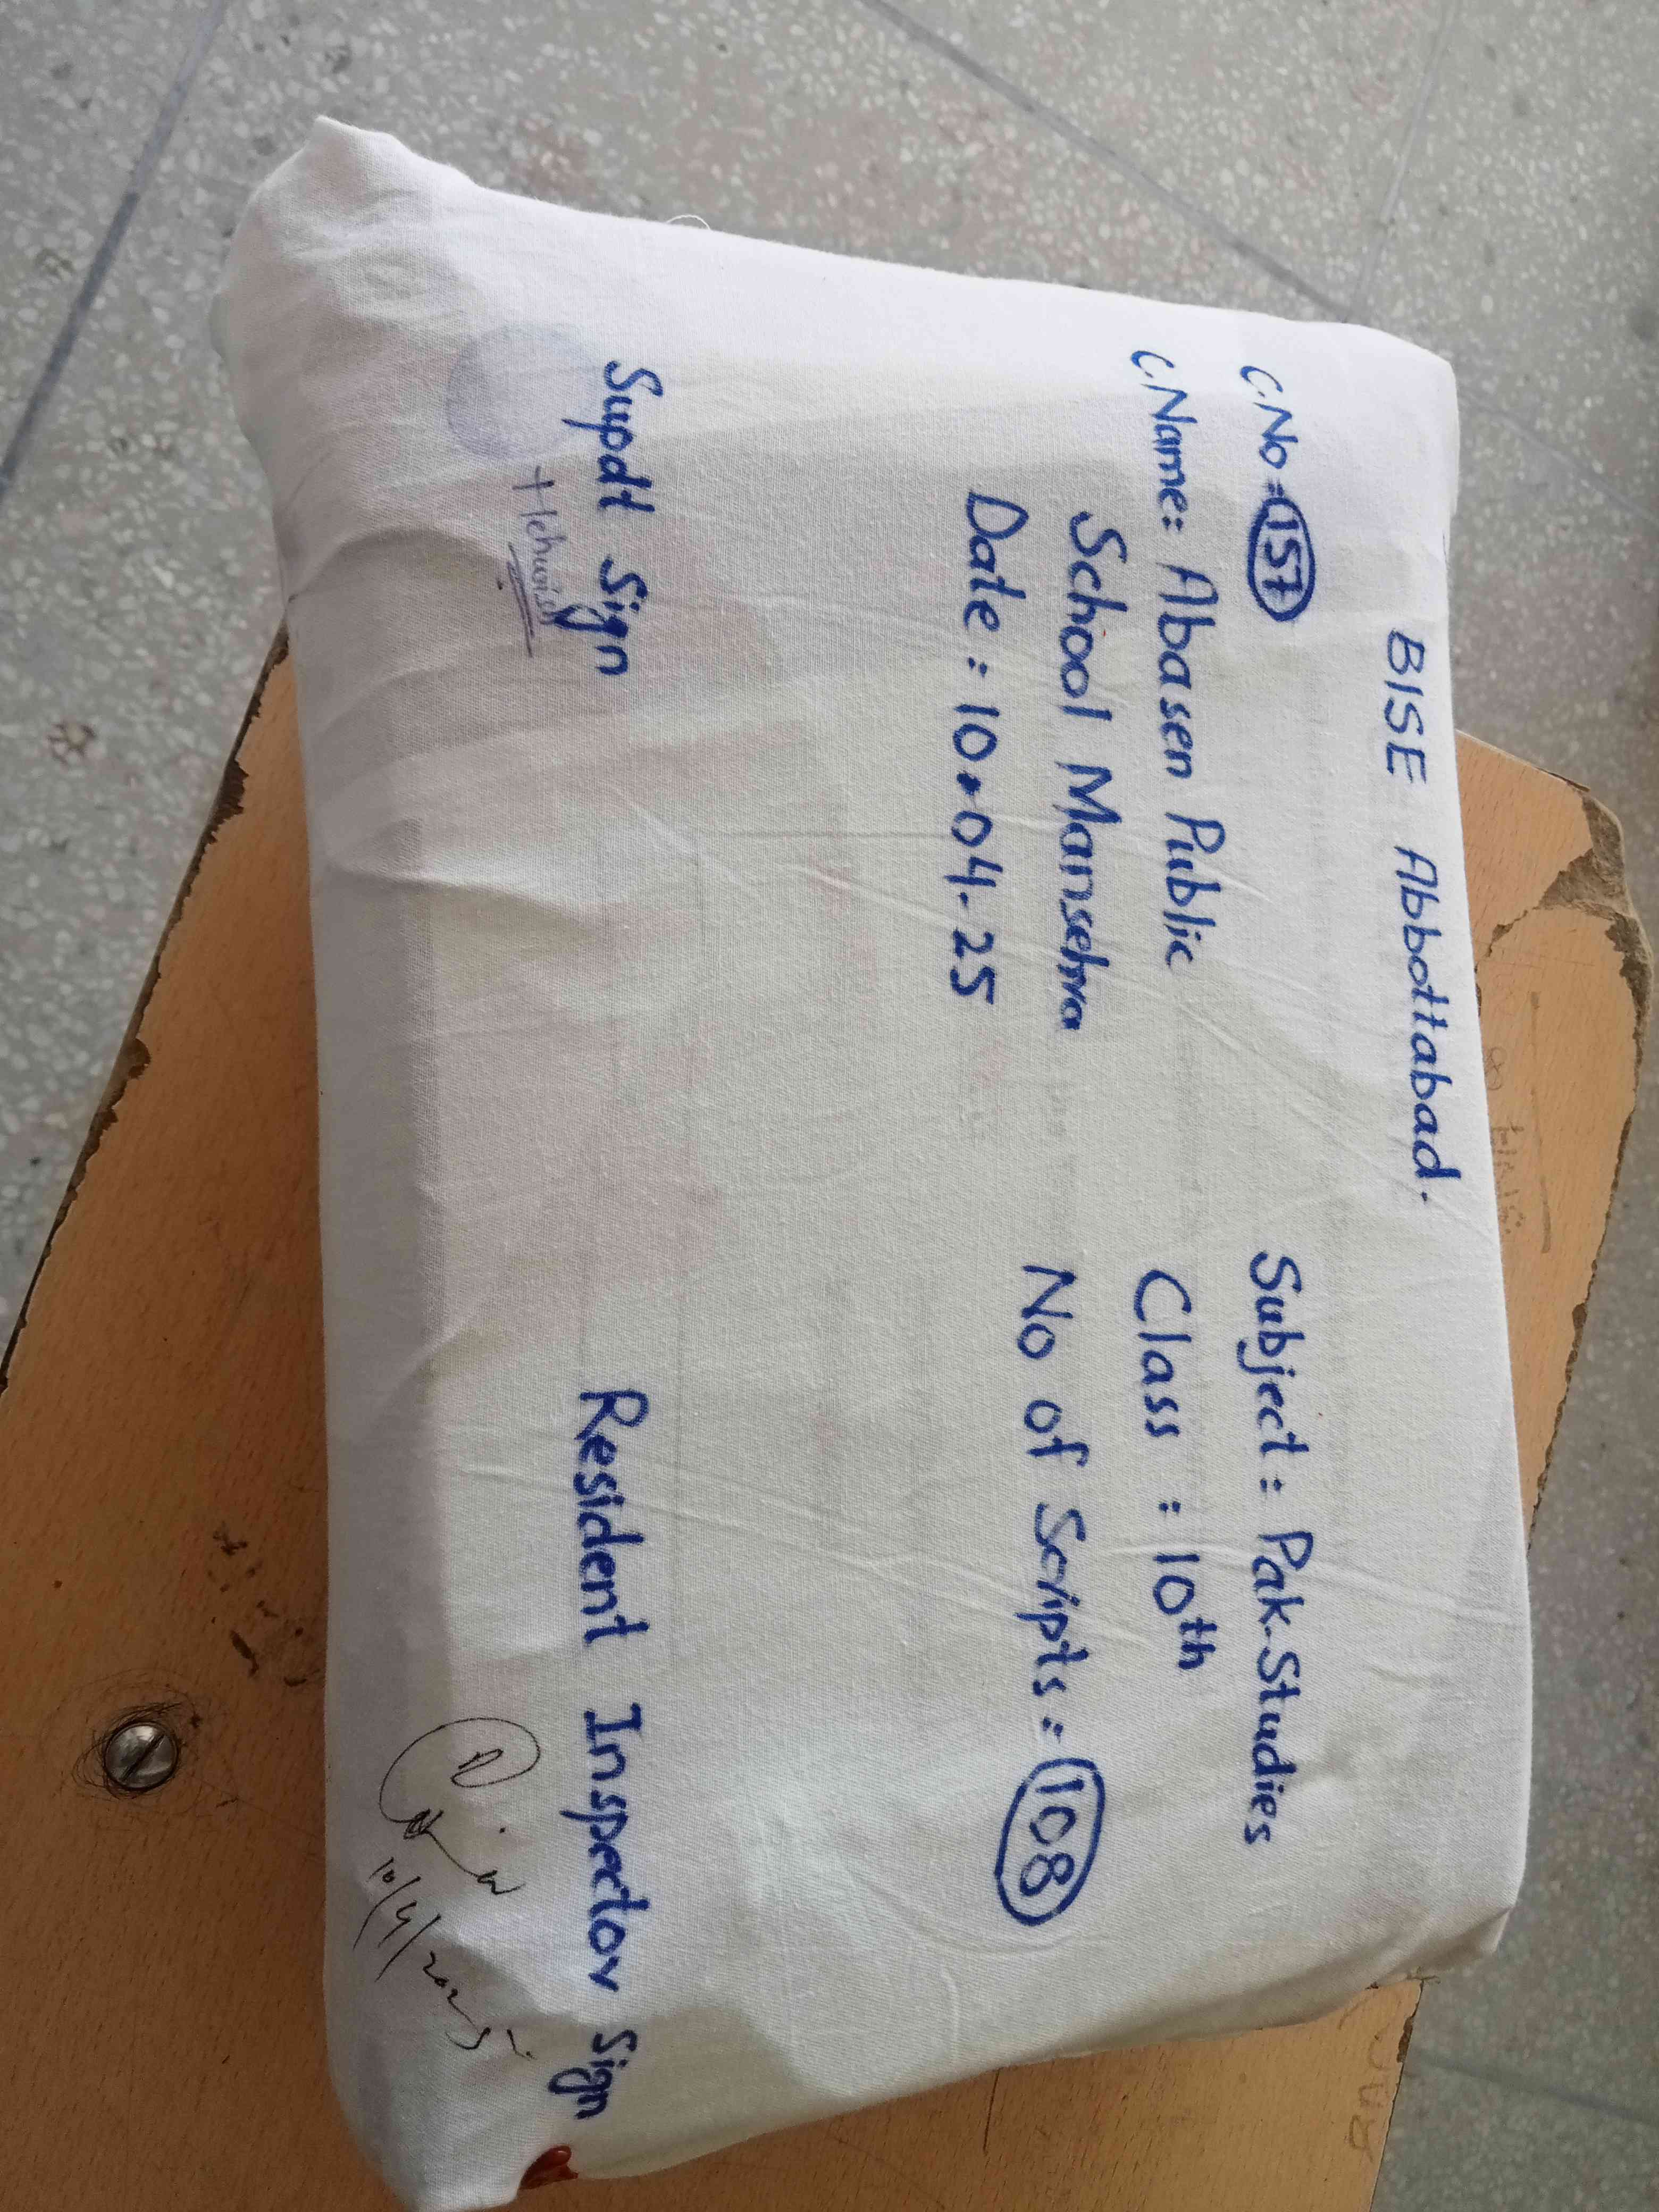 BISE Abbottabad.
C.No = 157
C.Name: Abasen Public
School Mansehra
Date: 10.04.25
Subject: Pak.Studies
Class : 10th
No of Scripts = 108
Supdt Sign
Resident Inspector Sign
10/4/2025